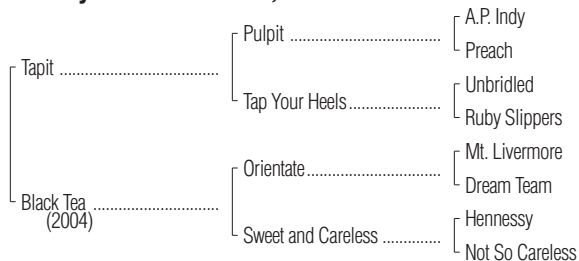 A.P. Indy
Pulpit ........................................
Preach
Tapit ..........................................
Unbridled
Tap Your Heels ........................
Ruby Slippers
Mt. Livermore
Orientate ...................................
Dream Team
Black Tea .................................
(2004)
Hennessy
Sweet and Careless ...............
Not So Careless